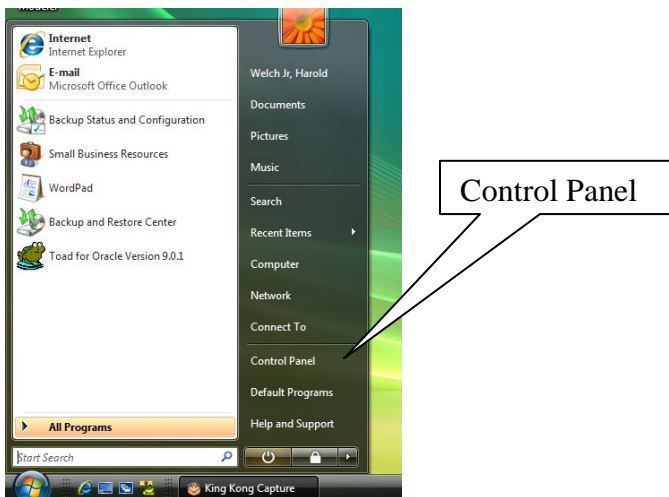 Modeler
Internet
Internet Explorer
E-mail
Microsoft Office Outlook
Backup Status and Configuration
Small Business Resources
WordPad
Backup and Restore Center
Toad for Oracle Version 9.0.1
All Programs
Start Search
Welch Jr, Harold
Documents
Pictures
Music
Search
Recent Items
Computer
Network
Connect To
Control Panel
Default Programs
Help and Support
King Kong Capture
Control Panel